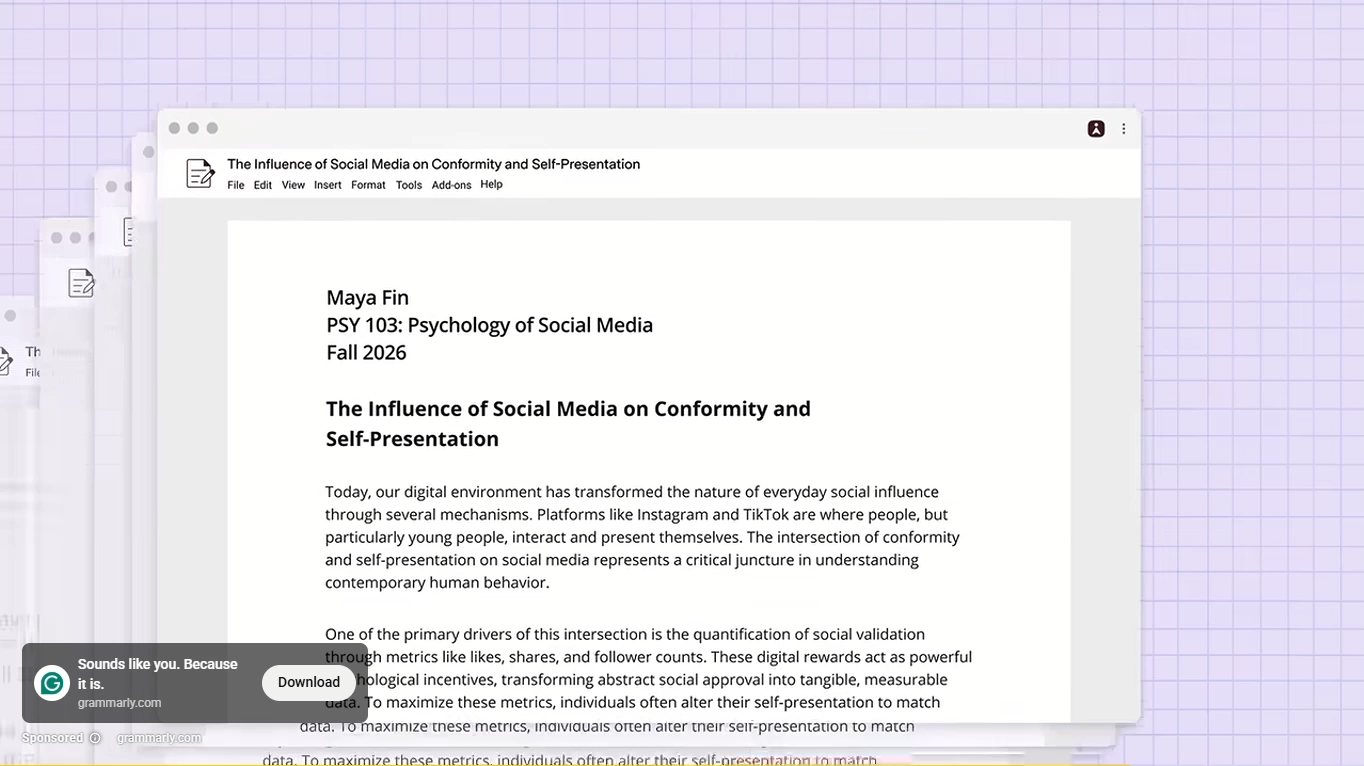 The Influence of Social Media on Conformity and Self-Presentation
File Edit View Insert Format Tools Add-ons Help
Th
File
Maya Fin
PSY 103: Psychology of Social Media
Fall 2026
The Influence of Social Media on Conformity and
Self-Presentation
Today, our digital environment has transformed the nature of everyday social influence
through several mechanisms. Platforms like Instagram and TikTok are where people, but
particularly young people, interact and present themselves. The intersection of conformity
and self-presentation on social media represents a critical juncture in understanding
contemporary human behavior.
One of the primary drivers of this intersection is the quantification of social validation
through metrics like likes, shares, and follower counts. These digital rewards act as powerful
hological incentives, transforming abstract social approval into tangible, measurable
data. To maximize these metrics, individuals often alter their self-presentation to match
data. To maximize these metrics, individuals often alter their self-presentation to match
data. To maximize these metrics, individuals often alter their self-presentation to match
Sounds like you. Because
it is.
grammarly.com
Download
Sponsored grammarly.com